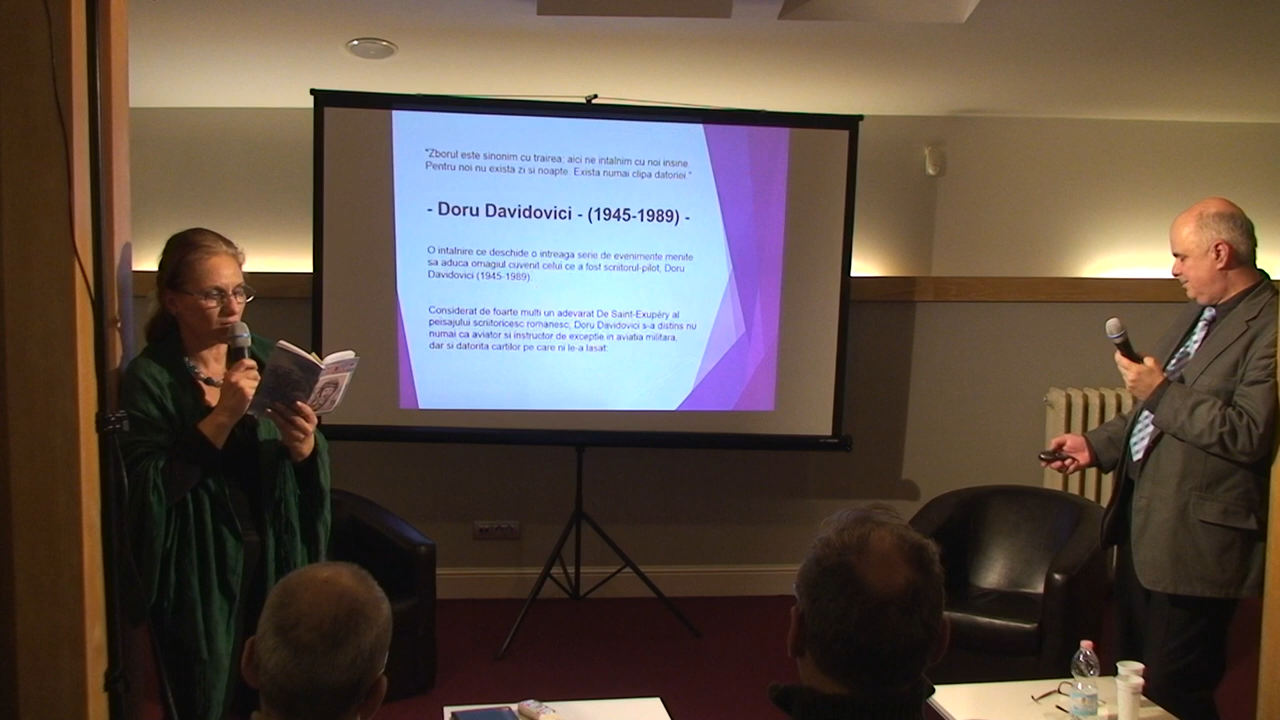 "Zborul este sinonim cu trairea; aici ne intalnim cu noi insine.
Pentru noi nu exista zi si noapte. Exista numai clipa datoriei."
- Doru Davidovici - (1945-1989) -
O intalnire ce deschide o intreaga serie de evenimente menite
sa aduca omagiul cuvenit celui ce a fost scriitorul-pilot, Doru
Davidovici (1945-1989).
Considerat de foarte multi un adevarat De Saint-Exupéry al
peisajului scriitoricesc romanesc, Doru Davidovici s-a distins nu
numai ca aviator si instructor de exceptie in aviatia militara,
dar si datorita cartilor pe care ni le-a lasat.